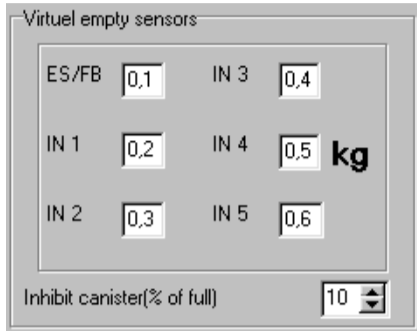 Virtuel empty sensors
ES/FB 0,1 IN 3 0,4
IN 1 0,2 IN 4 0,5 kg
IN 2 0,3 IN 5 0,6
Inhibit canister(% of full) 10